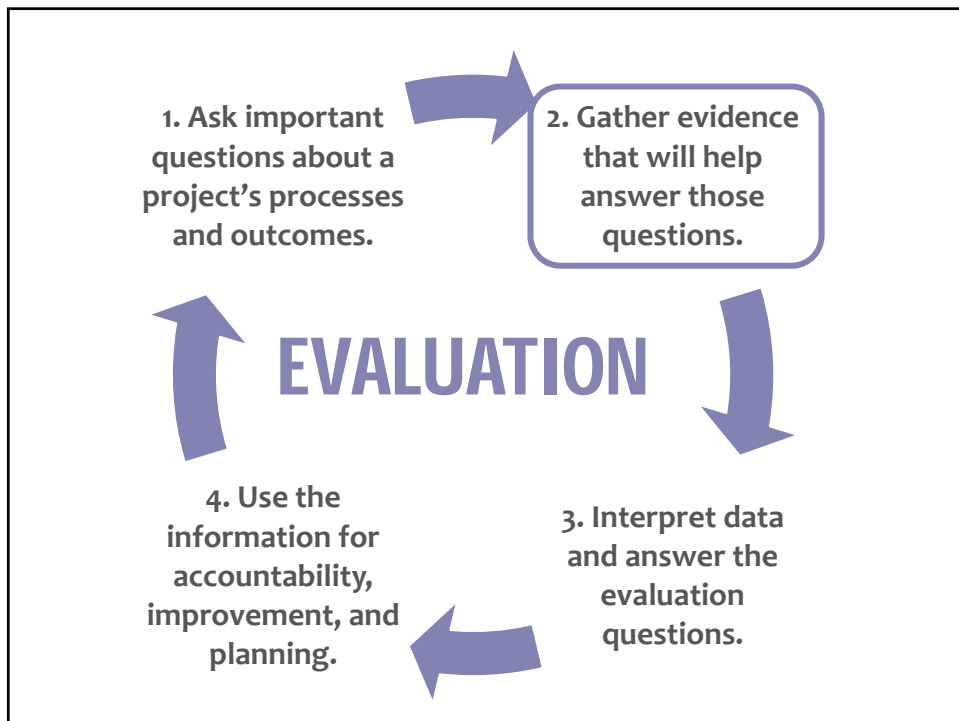 1. Ask important
questions about a
project’s processes
and outcomes.
2. Gather evidence
that will help
answer those
questions.
EVALUATION
3. Interpret data
and answer the
evaluation
questions.
4. Use the
information for
accountability,
improvement, and
planning.